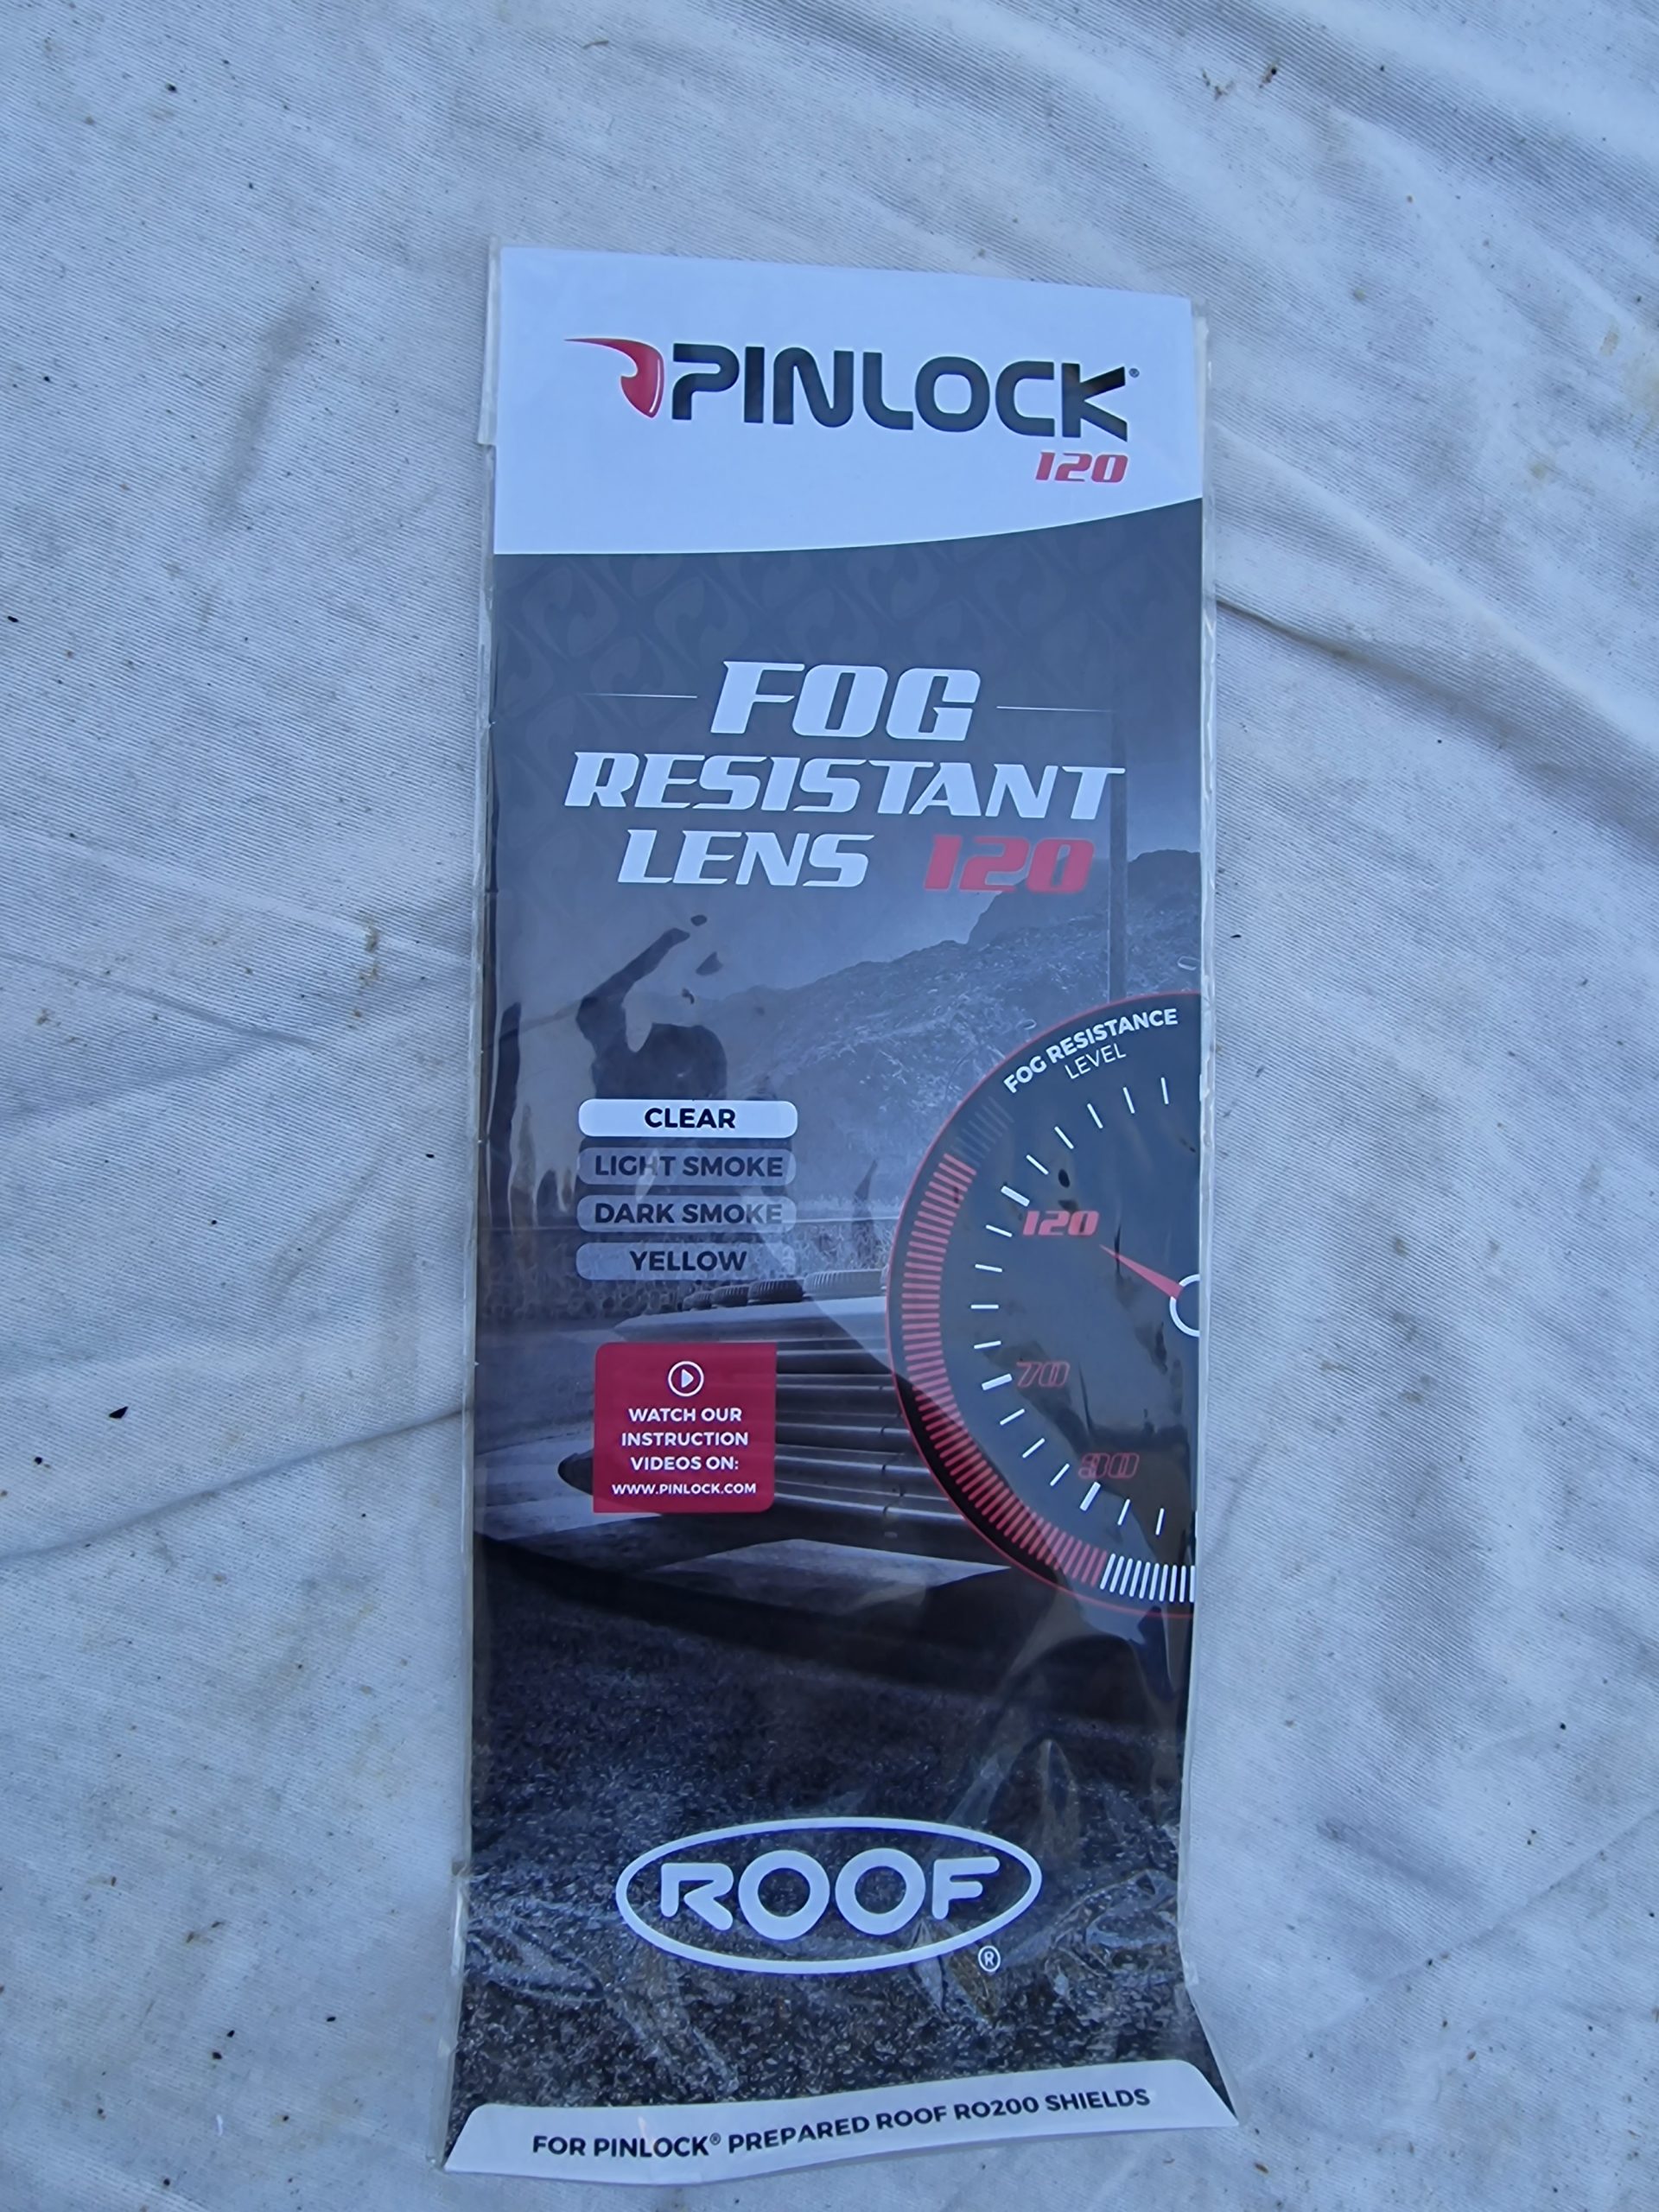 PINLOCK®
120
FOG
RESISTANT
LENS 120
FOG RESISTANCE
LEVEL
CLEAR
LIGHT SMOKE
DARK SMOKE
YELLOW
120
70
30
WATCH OUR
INSTRUCTION
VIDEOS ON:
WWW.PINLOCK.COM
ROOF
®
FOR PINLOCK® PREPARED ROOF RO200 SHIELDS